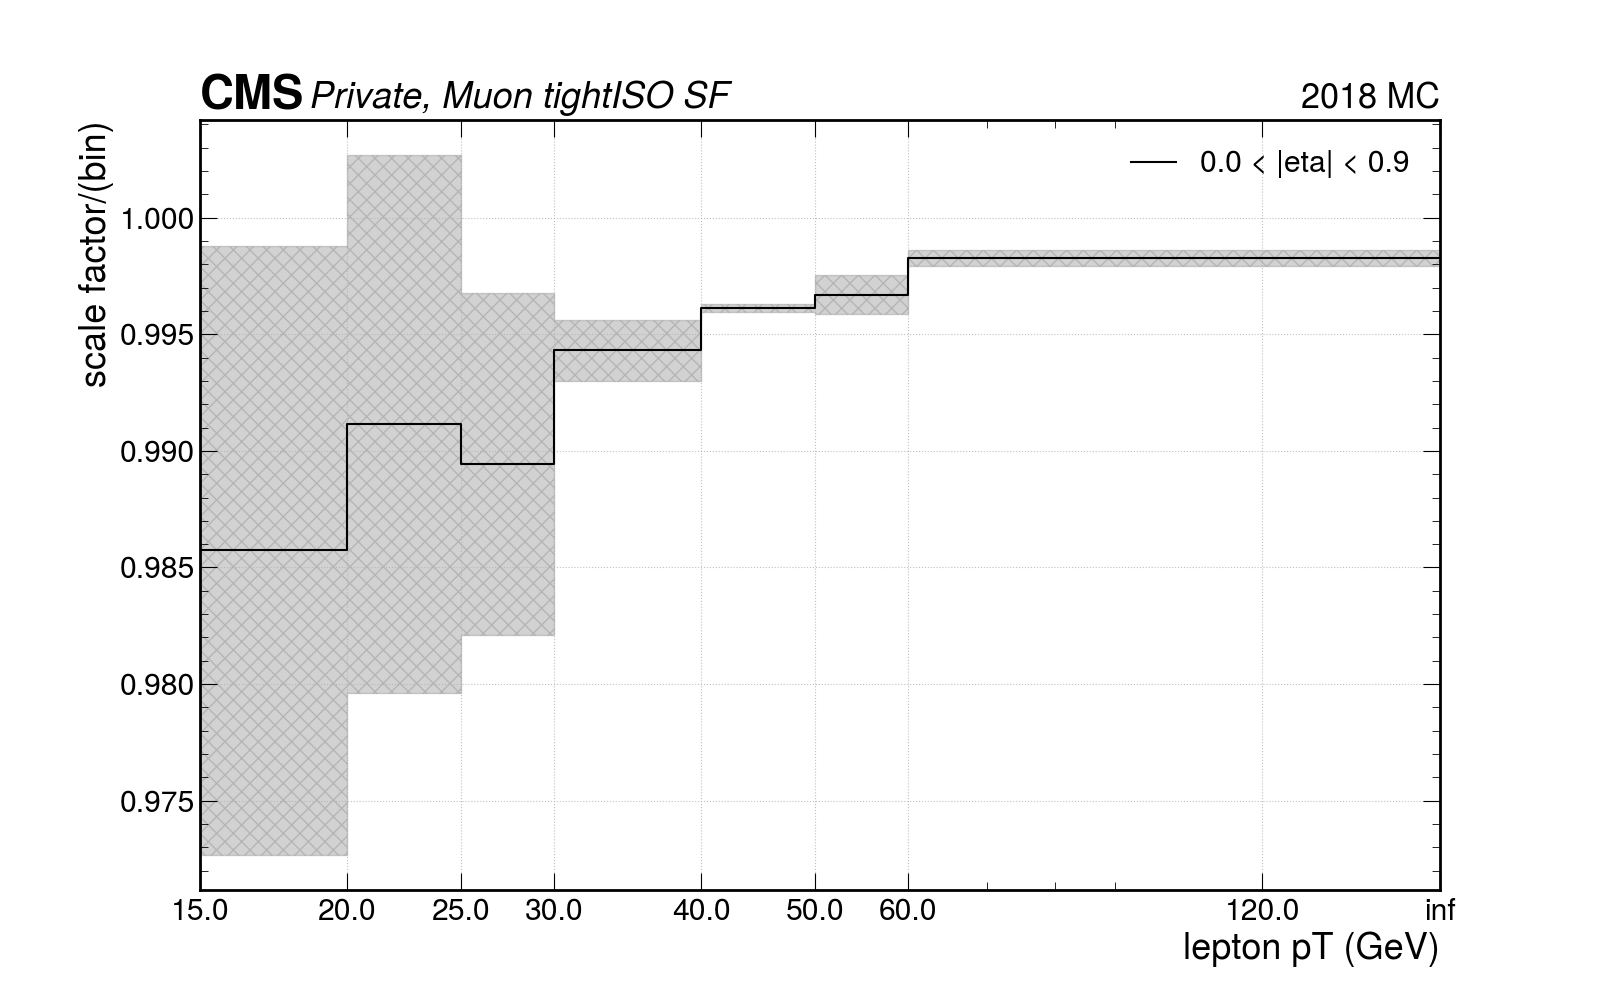 CMS Private, Muon tightISO SF
2018 MC
scale factor/(bin)
0.0 < |eta| < 0.9
1.000
0.995
0.990
0.985
0.980
0.975
15.0 20.0 25.0 30.0 40.0 50.0 60.0 120.0 inf
lepton pT (GeV)